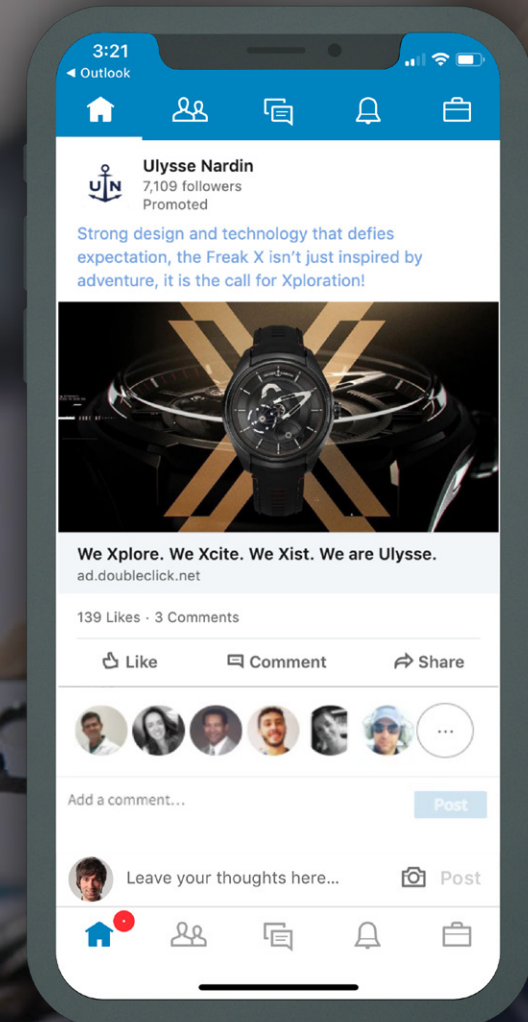 3:21
◀ Outlook
Ulysse Nardin
UN
7,109 followers
Promoted
Strong design and technology that defies
expectation, the Freak X isn’t just inspired by
adventure, it is the call for Xploration!
We Xplore. We Xcite. We Xist. We are Ulysse.
ad.doubleclick.net
139 Likes · 3 Comments
Like Comment Share
...
Add a comment... Post
Leave your thoughts here... Post